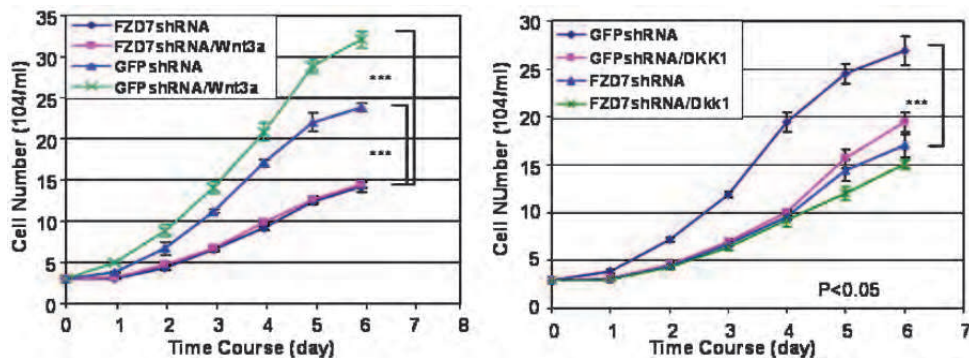 FZD7shRNA
FZD7shRNA/Wnt3a
GFPshRNA
GFPshRNA/Wnt3a
***
***
35
30
25
20
15
10
5
0
Cell Number (104/ml)
0 1 2 3 4 5 6 7 8
Time Course (day)
GFPshRNA
GFPshRNA/DKK1
FZD7shRNA
FZD7shRNA/Dkk1
***
30
25
20
15
10
5
0
Cell NUmber (104/ml)
P<0.05
0 1 2 3 4 5 6 7
Time Course (day)